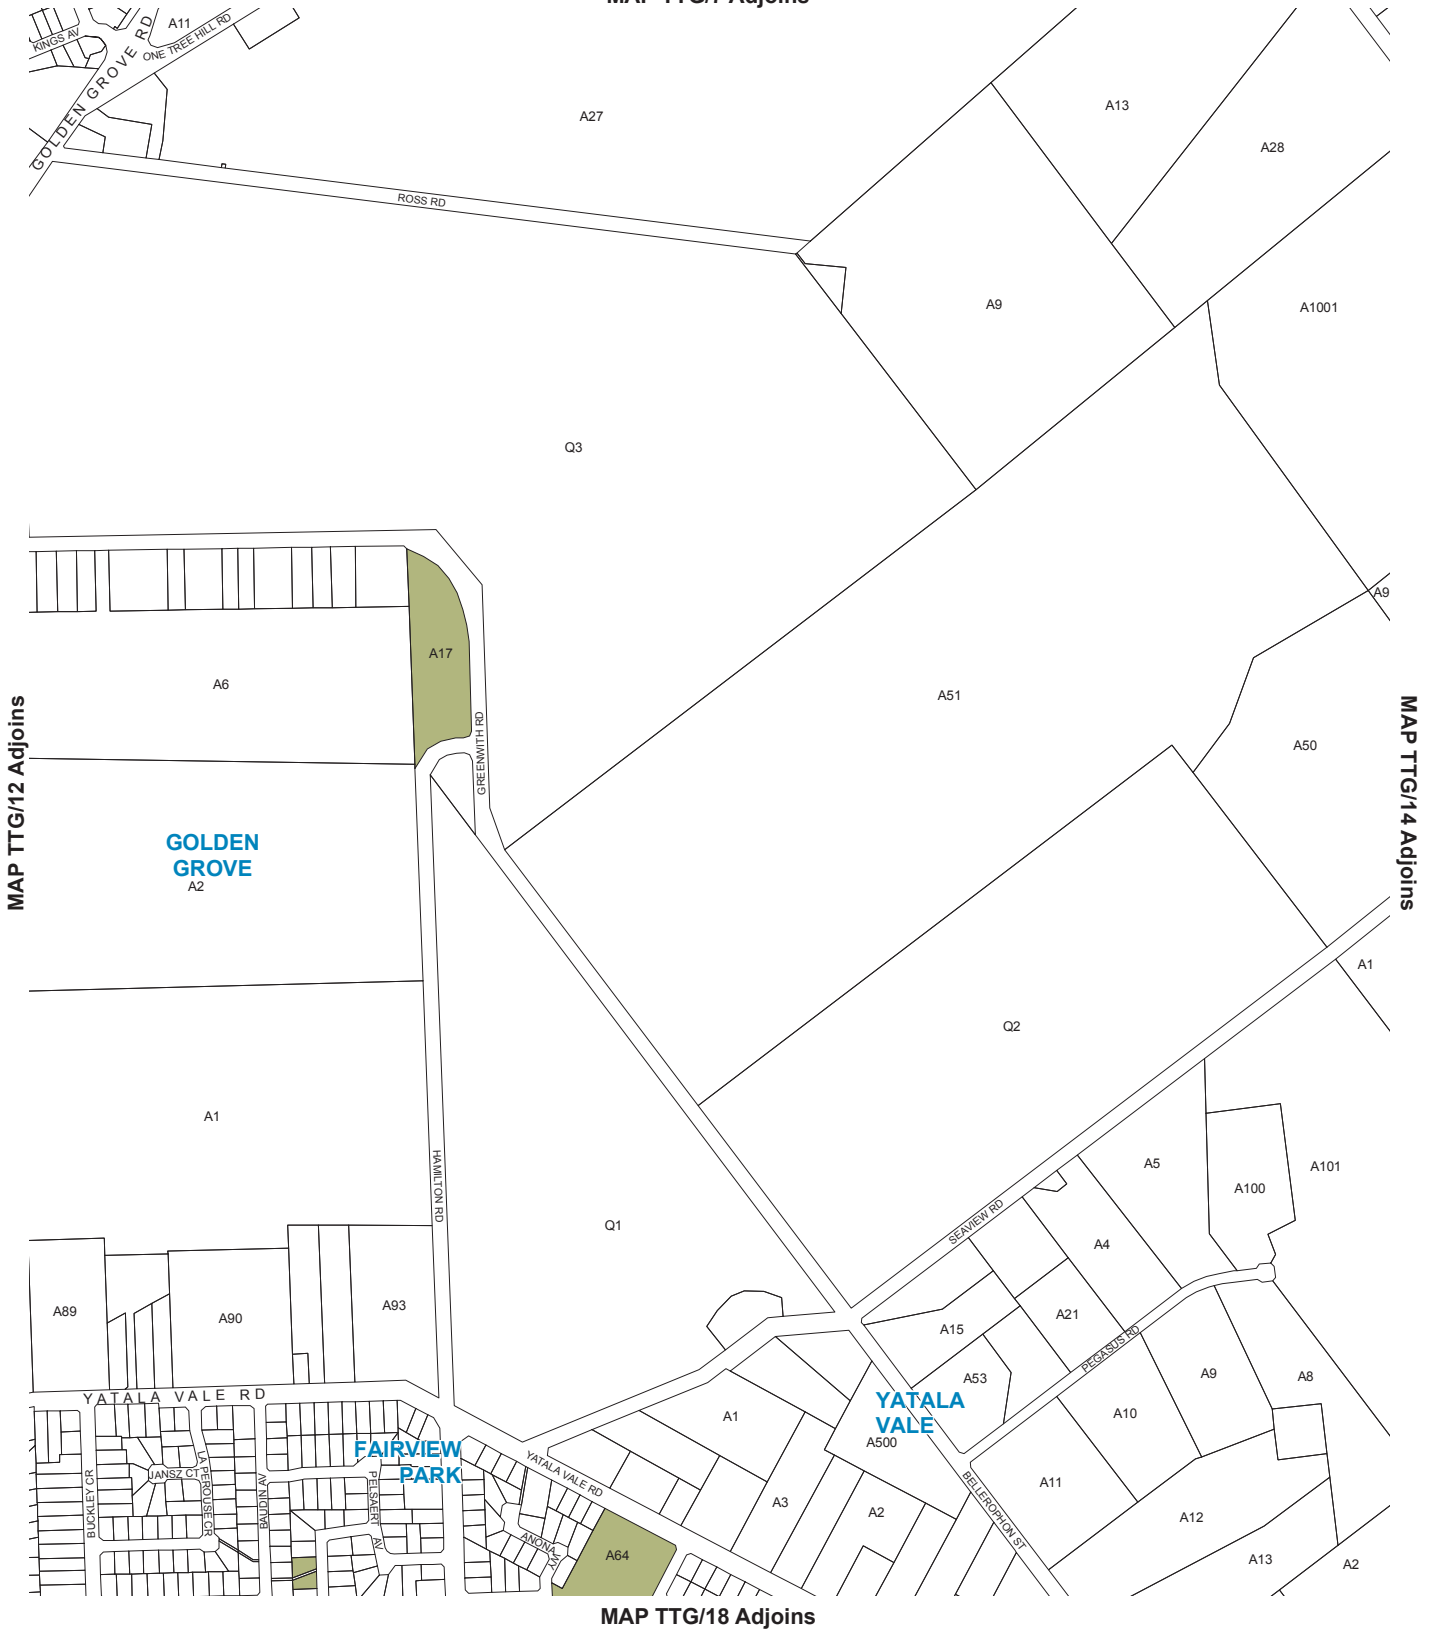 MAP TTG/7 Adjoins
A11
KINGS AV
ONE TREE HILL RD
GOLDEN GROVE RD
A27
A13
A28
ROSS RD
A9
A1001
Q3
A9
A17
A6
A51
A50
MAP TTG/12 Adjoins
MAP TTG/14 Adjoins
GREENWITH RD
GOLDEN
GROVE
A2
A1
Q2
A1
HAMILTON RD
A5
A101
A100
Q1
SEAVIEW RD
A4
A89
A90
A93
A15
A21
PEGASUS RD
A53
A9
A8
YATALA VALE RD
YATALA
VALE
A1
A10
A500
FAIRVIEW
PARK
YATALA VALE RD
JANSZ CT
LA PEROUSE CR
BUCKLEY CR
BAUDIN AV
PELSAERT
AV
A11
A3
A2
BELLEROPHON ST
A12
ANONA WY
A64
A13
A2
MAP TTG/18 Adjoins